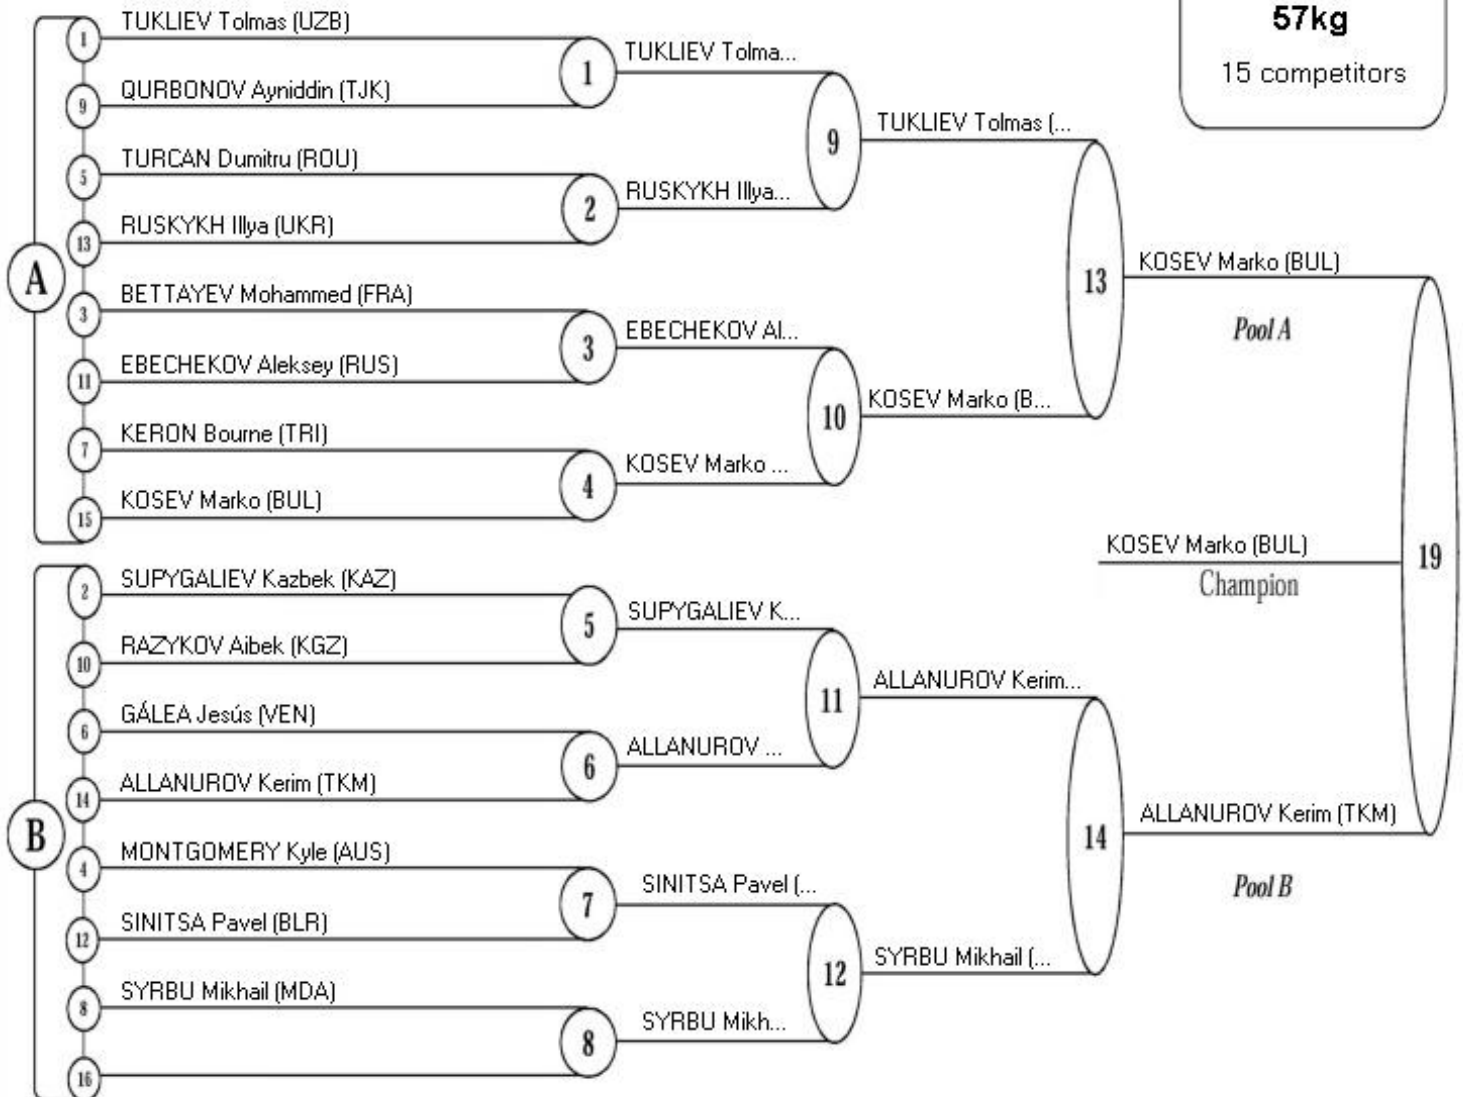 57kg
15 competitors
A
1
TUKLIEV Tolmas (UZB)
9
QURBONOV Ayniddin (TJK)
5
TURCAN Dumitru (ROU)
13
RUSKYKH Illya (UKR)
3
BETTAYEV Mohammed (FRA)
11
EBECHEKOV Aleksey (RUS)
7
KERON Bourne (TRI)
15
KOSEV Marko (BUL)
1
2
3
4
TUKLIEV Tolma...
RUSKYKH Illya...
EBECHEKOV Al...
KOSEV Marko ...
9
10
TUKLIEV Tolmas (...
KOSEV Marko (B...
13
KOSEV Marko (BUL)
Pool A
B
2
SUPYGALIEV Kazbek (KAZ)
10
RAZYKOV Aibek (KGZ)
6
GÁLEA Jesús (VEN)
14
ALLANUROV Kerim (TKM)
4
MONTGOMERY Kyle (AUS)
12
SINITSA Pavel (BLR)
8
SYRBU Mikhail (MDA)
16
5
6
7
8
SUPYGALIEV K...
ALLANUROV ...
SINITSA Pavel (...
SYRBU Mikh...
11
12
ALLANUROV Kerim...
SYRBU Mikhail (...
14
ALLANUROV Kerim (TKM)
Pool B
KOSEV Marko (BUL)
Champion
19